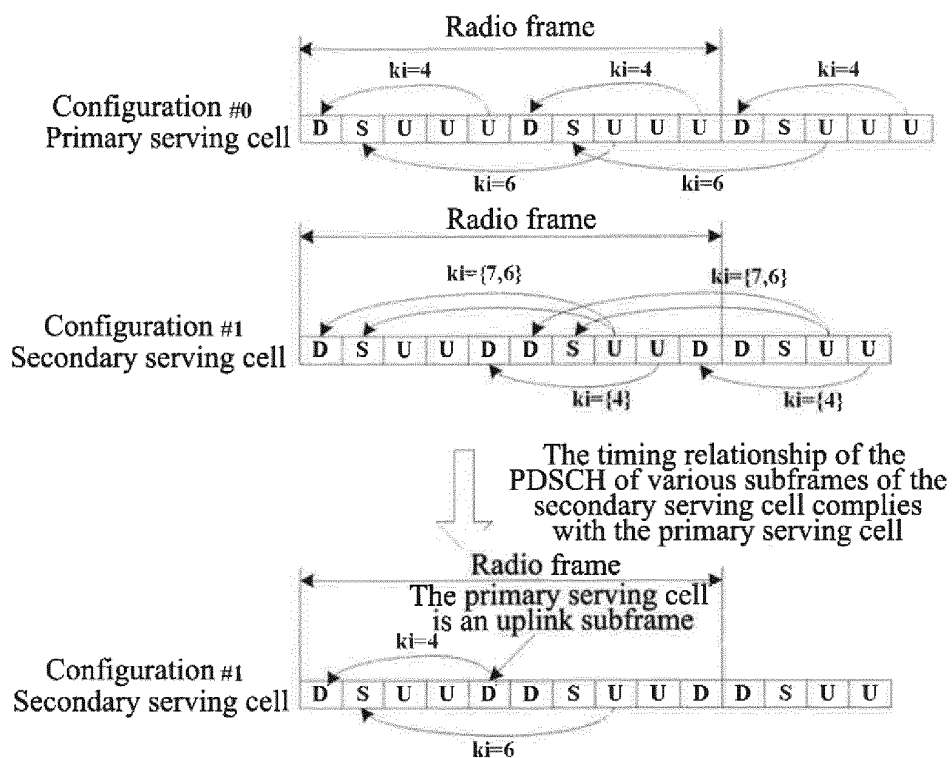 Radio frame
ki=4 ki=4 ki=4
Configuration #0
Primary serving cell
D S U U U D S U U U D S U U U
ki=6 ki=6
Radio frame
ki={7,6} ki={7,6}
Configuration #1
Secondary serving cell
D S U U D D S U U D D S U U
ki={4} ki={4}
The timing relationship of the
PDSCH of various subframes of the
secondary serving cell complies
with the primary serving cell
Radio frame
The primary serving cell
is an uplink subframe
ki=4
Configuration #1
Secondary serving cell
D S U U D D S U U D D S U U
ki=6